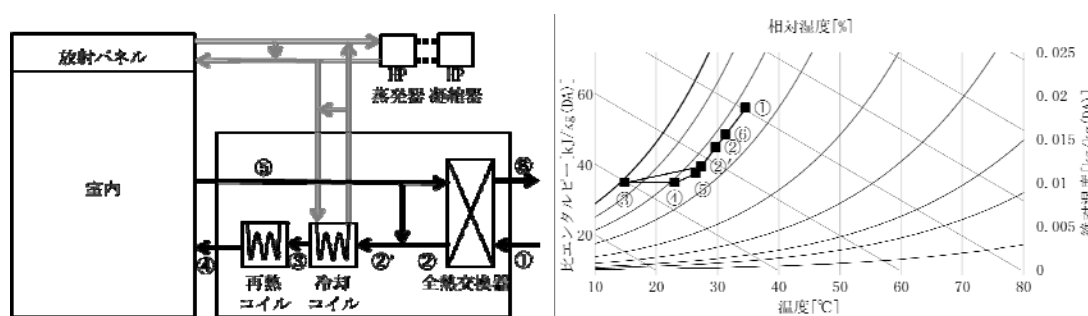 放射パネル
HP
蒸発器
HP
凝縮器
室内
⑤
⑥
④
③
②'
②
①
再熱
コイル
冷却
コイル
全熱交換器
相対湿度[%]
比エンタルピー[kJ/kg(DA)]
60
40
20
0.025
0.02
0.015
0.01
0.005
0
①
⑥
②
②'
⑤
④
③
10
20
30
40
50
60
70
80
温度[℃]